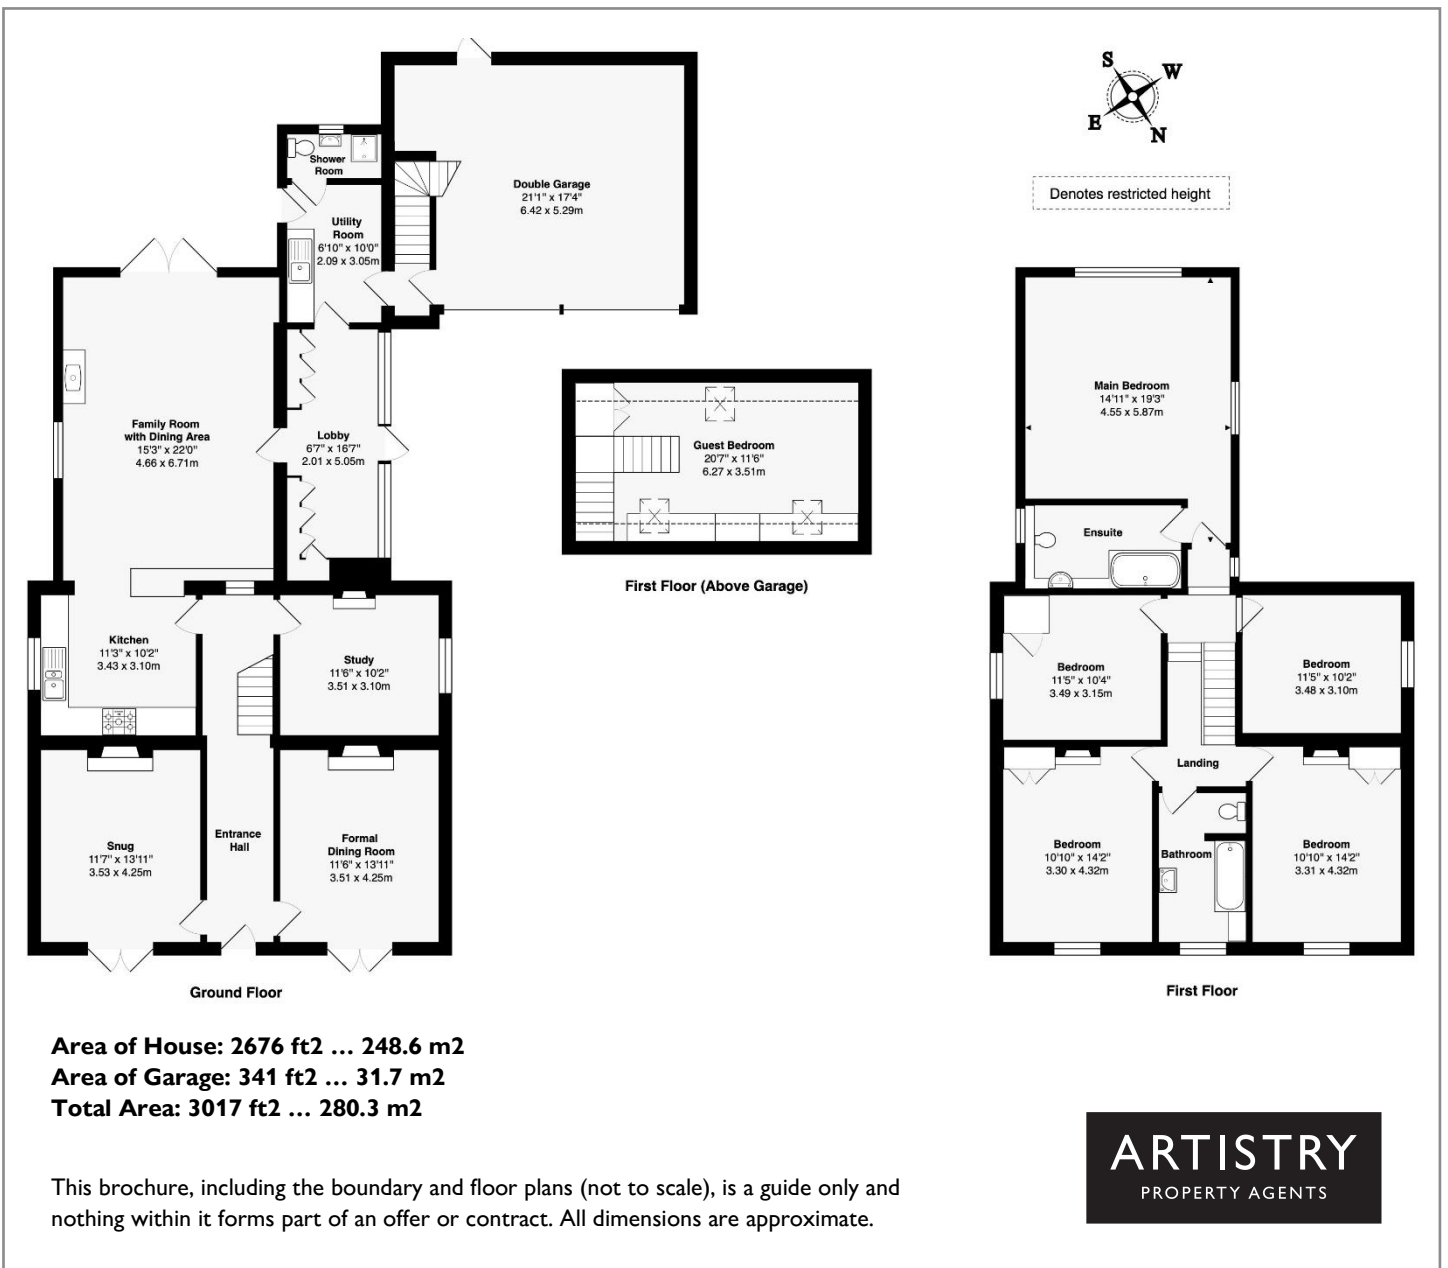 S
W
E
N
Denotes restricted height
Shower
Room
Utility
Room
6'10" x 10'0"
2.09 x 3.05m
Double Garage
21'1" x 17'4"
6.42 x 5.29m
Family Room
with Dining Area
15'3" x 22'0"
4.66 x 6.71m
Lobby
6'7" x 16'7"
2.01 x 5.05m
Kitchen
11'3" x 10'2"
3.43 x 3.10m
Study
11'6" x 10'2"
3.51 x 3.10m
Snug
11'7" x 13'11"
3.53 x 4.25m
Entrance
Hall
Formal
Dining Room
11'6" x 13'11"
3.51 x 4.25m
Ground Floor
Guest Bedroom
20'7" x 11'6"
6.27 x 3.51m
First Floor (Above Garage)
Main Bedroom
14'11" x 19'3"
4.55 x 5.87m
Ensuite
Bedroom
11'5" x 10'4"
3.49 x 3.15m
Bedroom
11'5" x 10'2"
3.48 x 3.10m
Landing
Bedroom
10'10" x 14'2"
3.30 x 4.32m
Bathroom
Bedroom
10'10" x 14'2"
3.31 x 4.32m
First Floor
Area of House: 2676 ft2 ... 248.6 m2
Area of Garage: 341 ft2 ... 31.7 m2
Total Area: 3017 ft2 ... 280.3 m2
This brochure, including the boundary and floor plans (not to scale), is a guide only and
nothing within it forms part of an offer or contract. All dimensions are approximate.
ARTISTRY
PROPERTY AGENTS